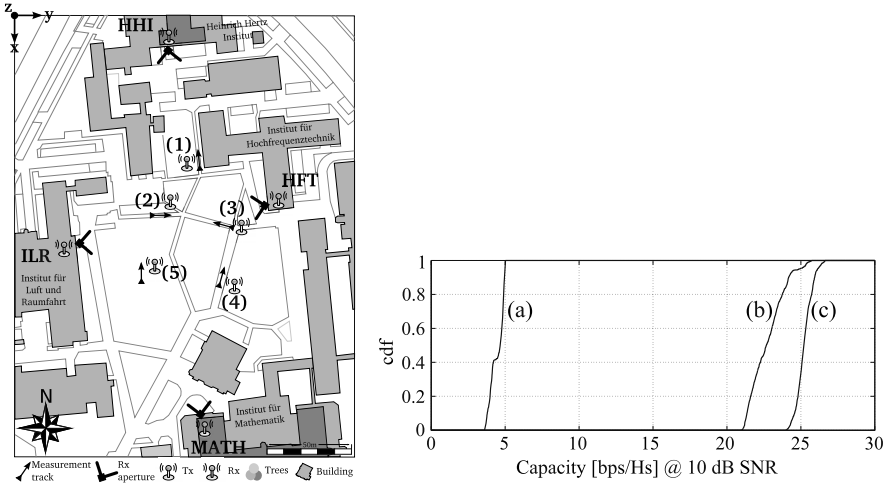 z
y
x
HHI
Heinrich Hertz
Institut
(1)
Institut für
Hochfrequenztechnik
HFT
(2)
(3)
ILR
Institut für
Luft und
Raumfahrt
(5)
(4)
N
Institut für
Mathematik
MATH
50m
Measurement
track
Rx
aperture
Tx
Rx
Trees
Building
1
0.8
0.6
0.4
0.2
0
cdf
(a)
(b)
(c)
0 5 10 15 20 25 30
Capacity [bps/Hs] @ 10 dB SNR